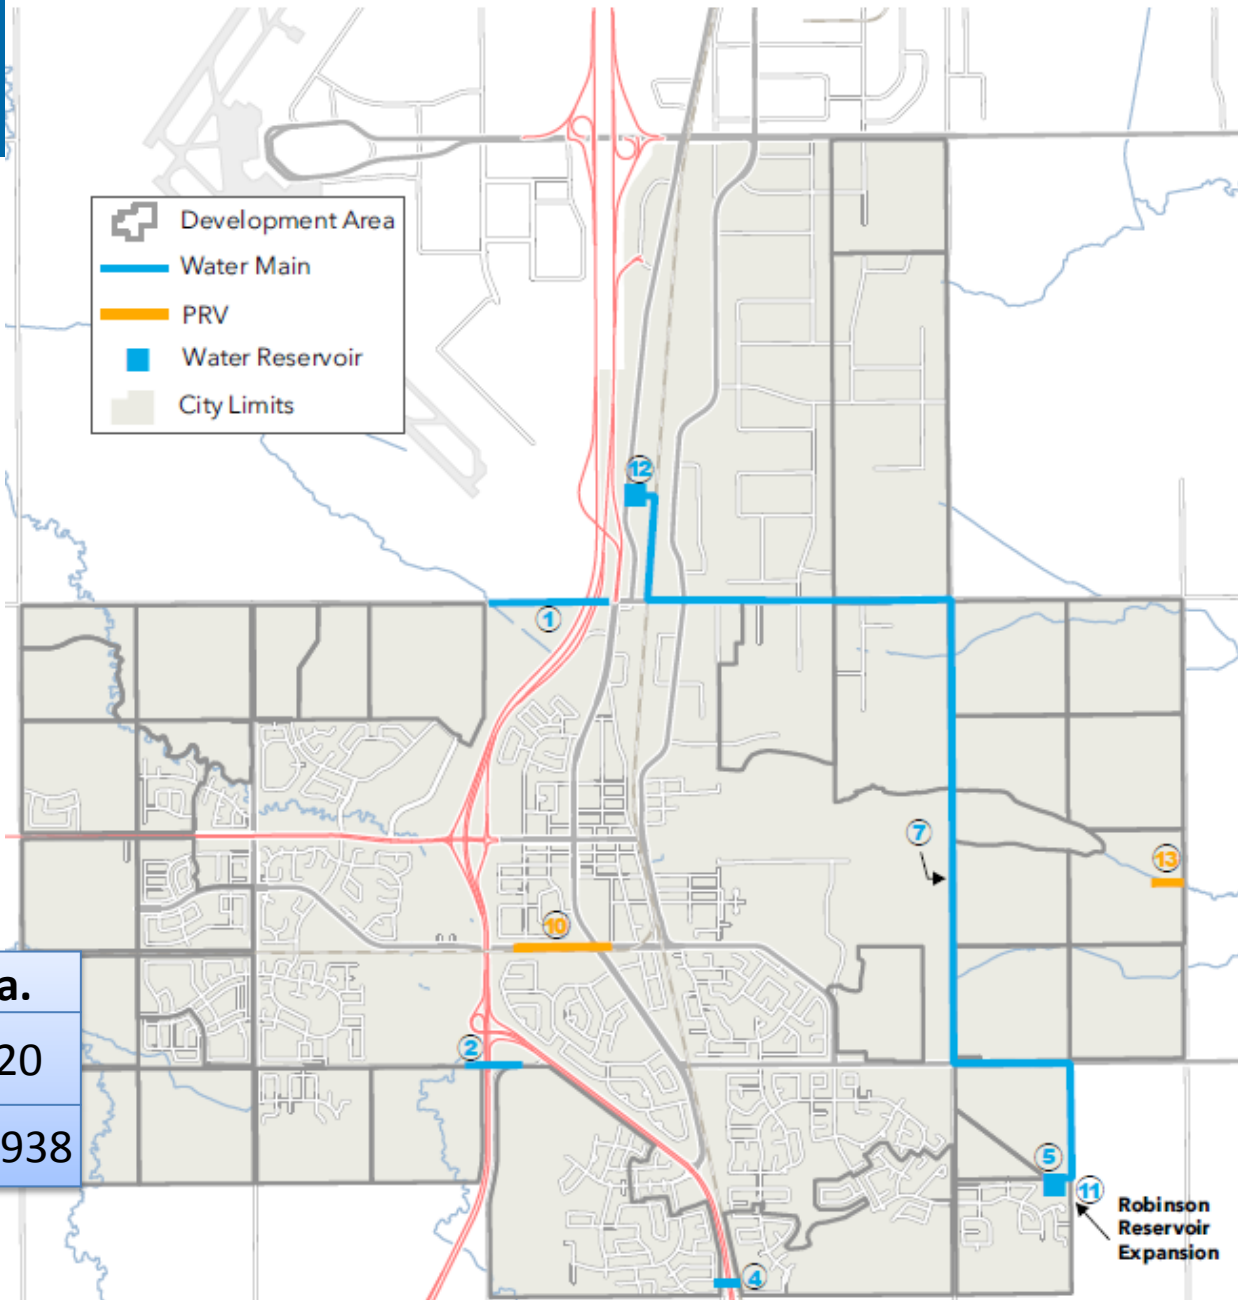 Development Area
Water Main
PRV
Water Reservoir
City Limits
12
1
7
13
10
a.
20
938
2
5
11
Robinson
Reservoir
Expansion
4